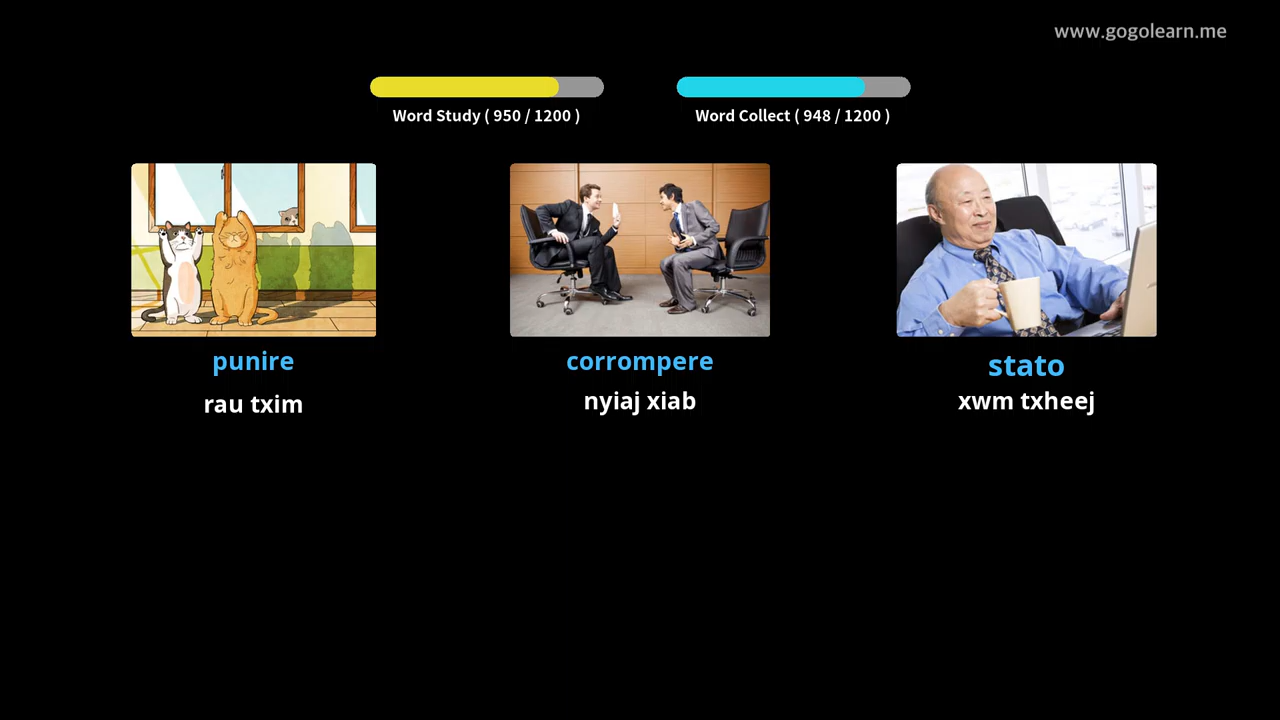 www.gogolearn.me
Word Study ( 950 / 1200 )
Word Collect ( 948 / 1200 )
punire
corrompere
stato
rau txim
nyiaj xiab
xwm txheej